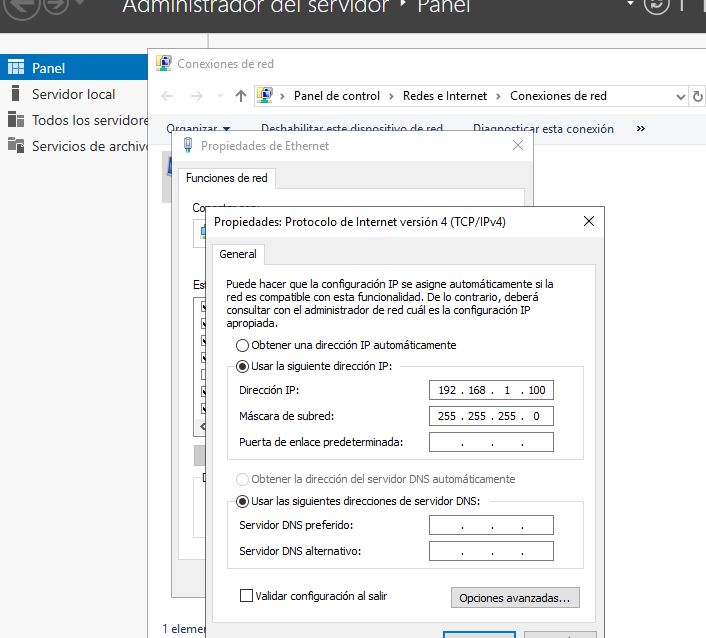 Administrador del servidor ‣ Panel
Panel
Servidor local
Todos los servidore
Servicios de archiv
Conexiones de red
Panel de control > Redes e Internet > Conexiones de red
Organizar Deshabilitar este dispositivo de red Diagnosticar esta conexión »
Propiedades de Ethernet
Funciones de red
Propiedades: Protocolo de Internet versión 4 (TCP/IPv4)
General
Puede hacer que la configuración IP se asigne automáticamente si la
red es compatible con esta funcionalidad. De lo contrario, deberá
consultar con el administrador de red cuál es la configuración IP
apropiada.
Obtener una dirección IP automáticamente
Usar la siguiente dirección IP:
Dirección IP: 192 . 168 . 1 . 100
Máscara de subred: 255 . 255 . 255 . 0
Puerta de enlace predeterminada: . . .
Obtener la dirección del servidor DNS automáticamente
Usar las siguientes direcciones de servidor DNS:
Servidor DNS preferido: . . .
Servidor DNS alternativo: . . .
Validar configuración al salir
Opciones avanzadas...
1 elemen